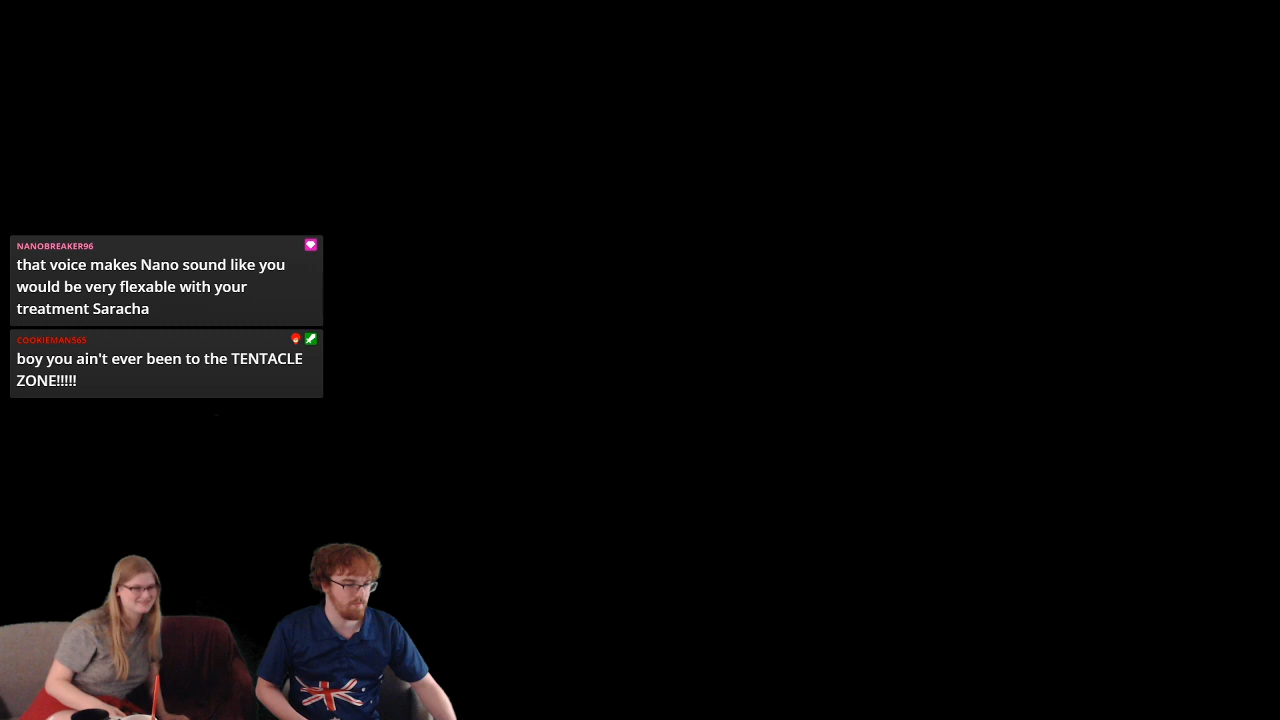 NANOBREAKER96
that voice makes Nano sound like you
would be very flexable with your
treatment Saracha
COOKIEMAN565
boy you ain't ever been to the TENTACLE
ZONE!!!!!